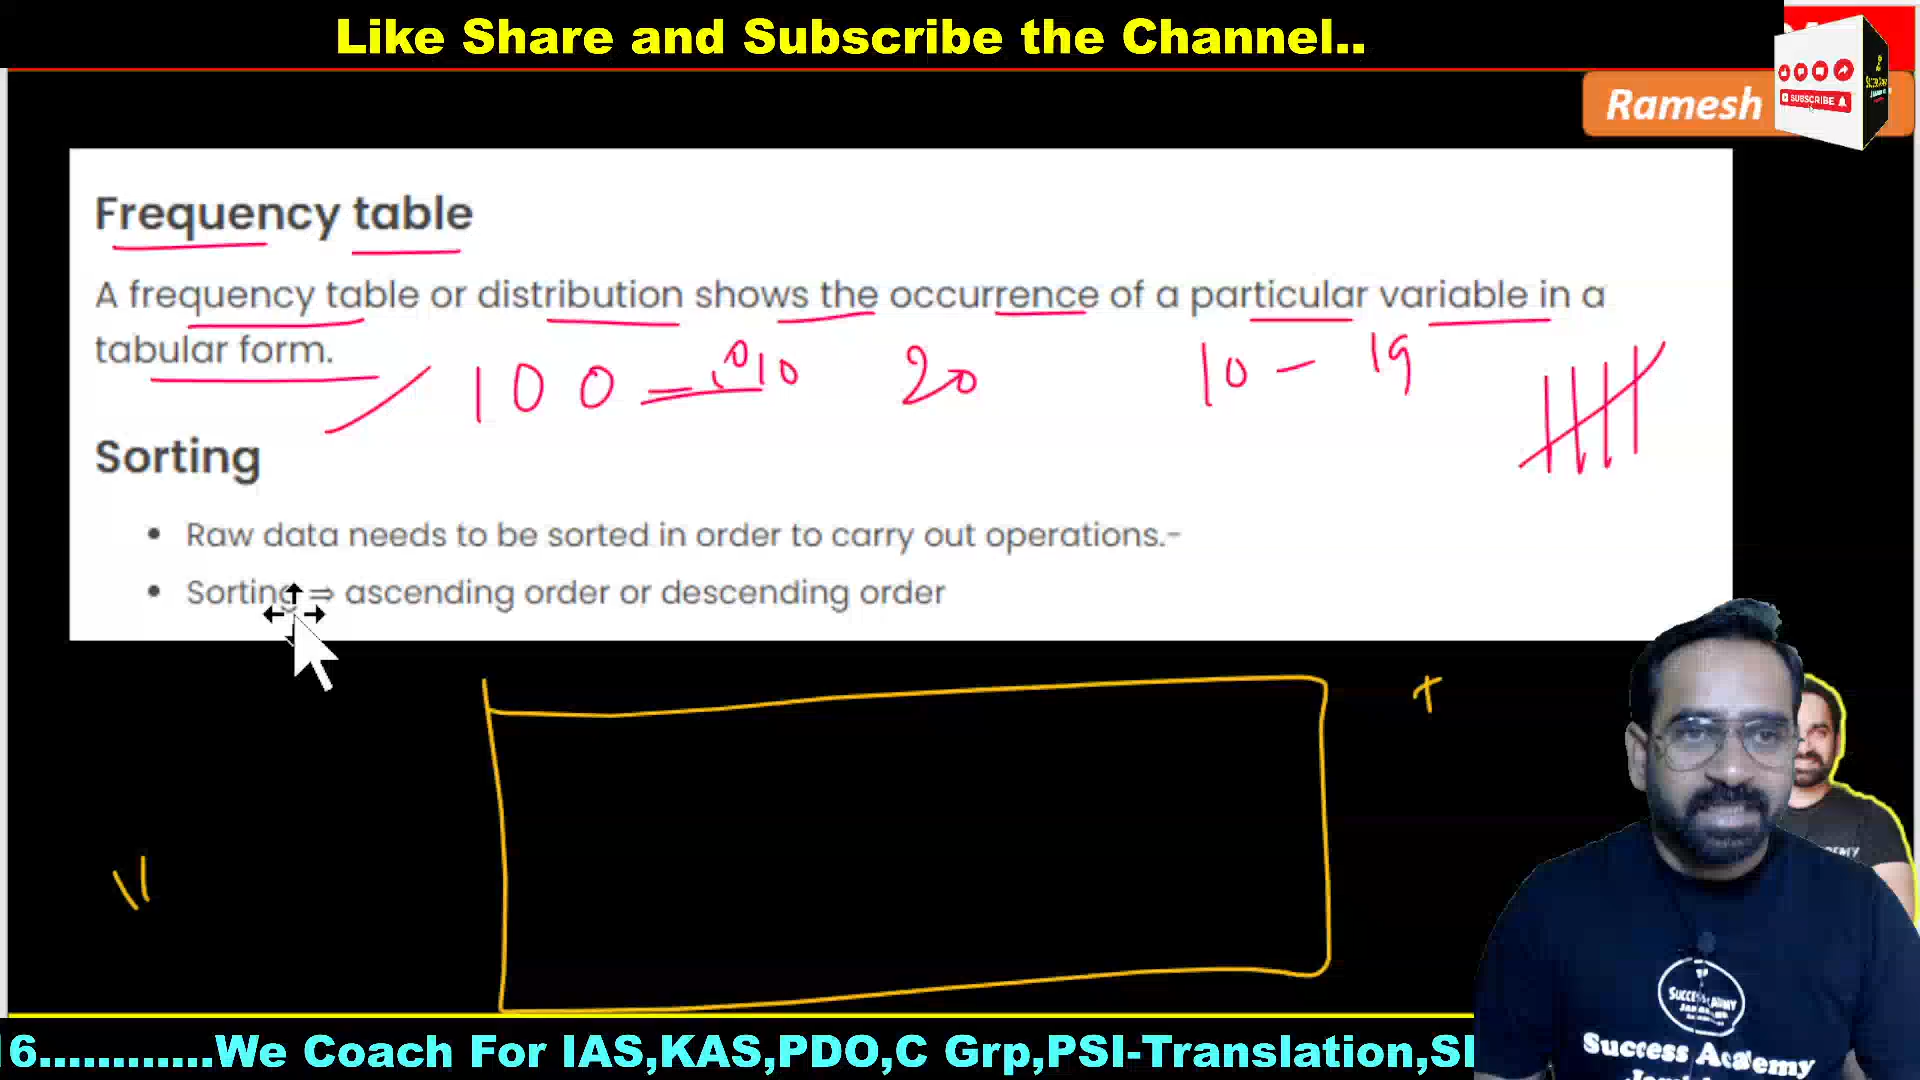 Like Share and Subscribe the Channel..
Ramesh
SUBSCRIBE
Frequency table
A frequency table or distribution shows the occurrence of a particular variable in a
tabular form.
100 = 10 20 10 - 19
Sorting
• Raw data needs to be sorted in order to carry out operations.-
• Sorting ⇒ ascending order or descending order
+
Success Academy
16............We Coach For IAS,KAS,PDO,C Grp,PSI-Translation,SI